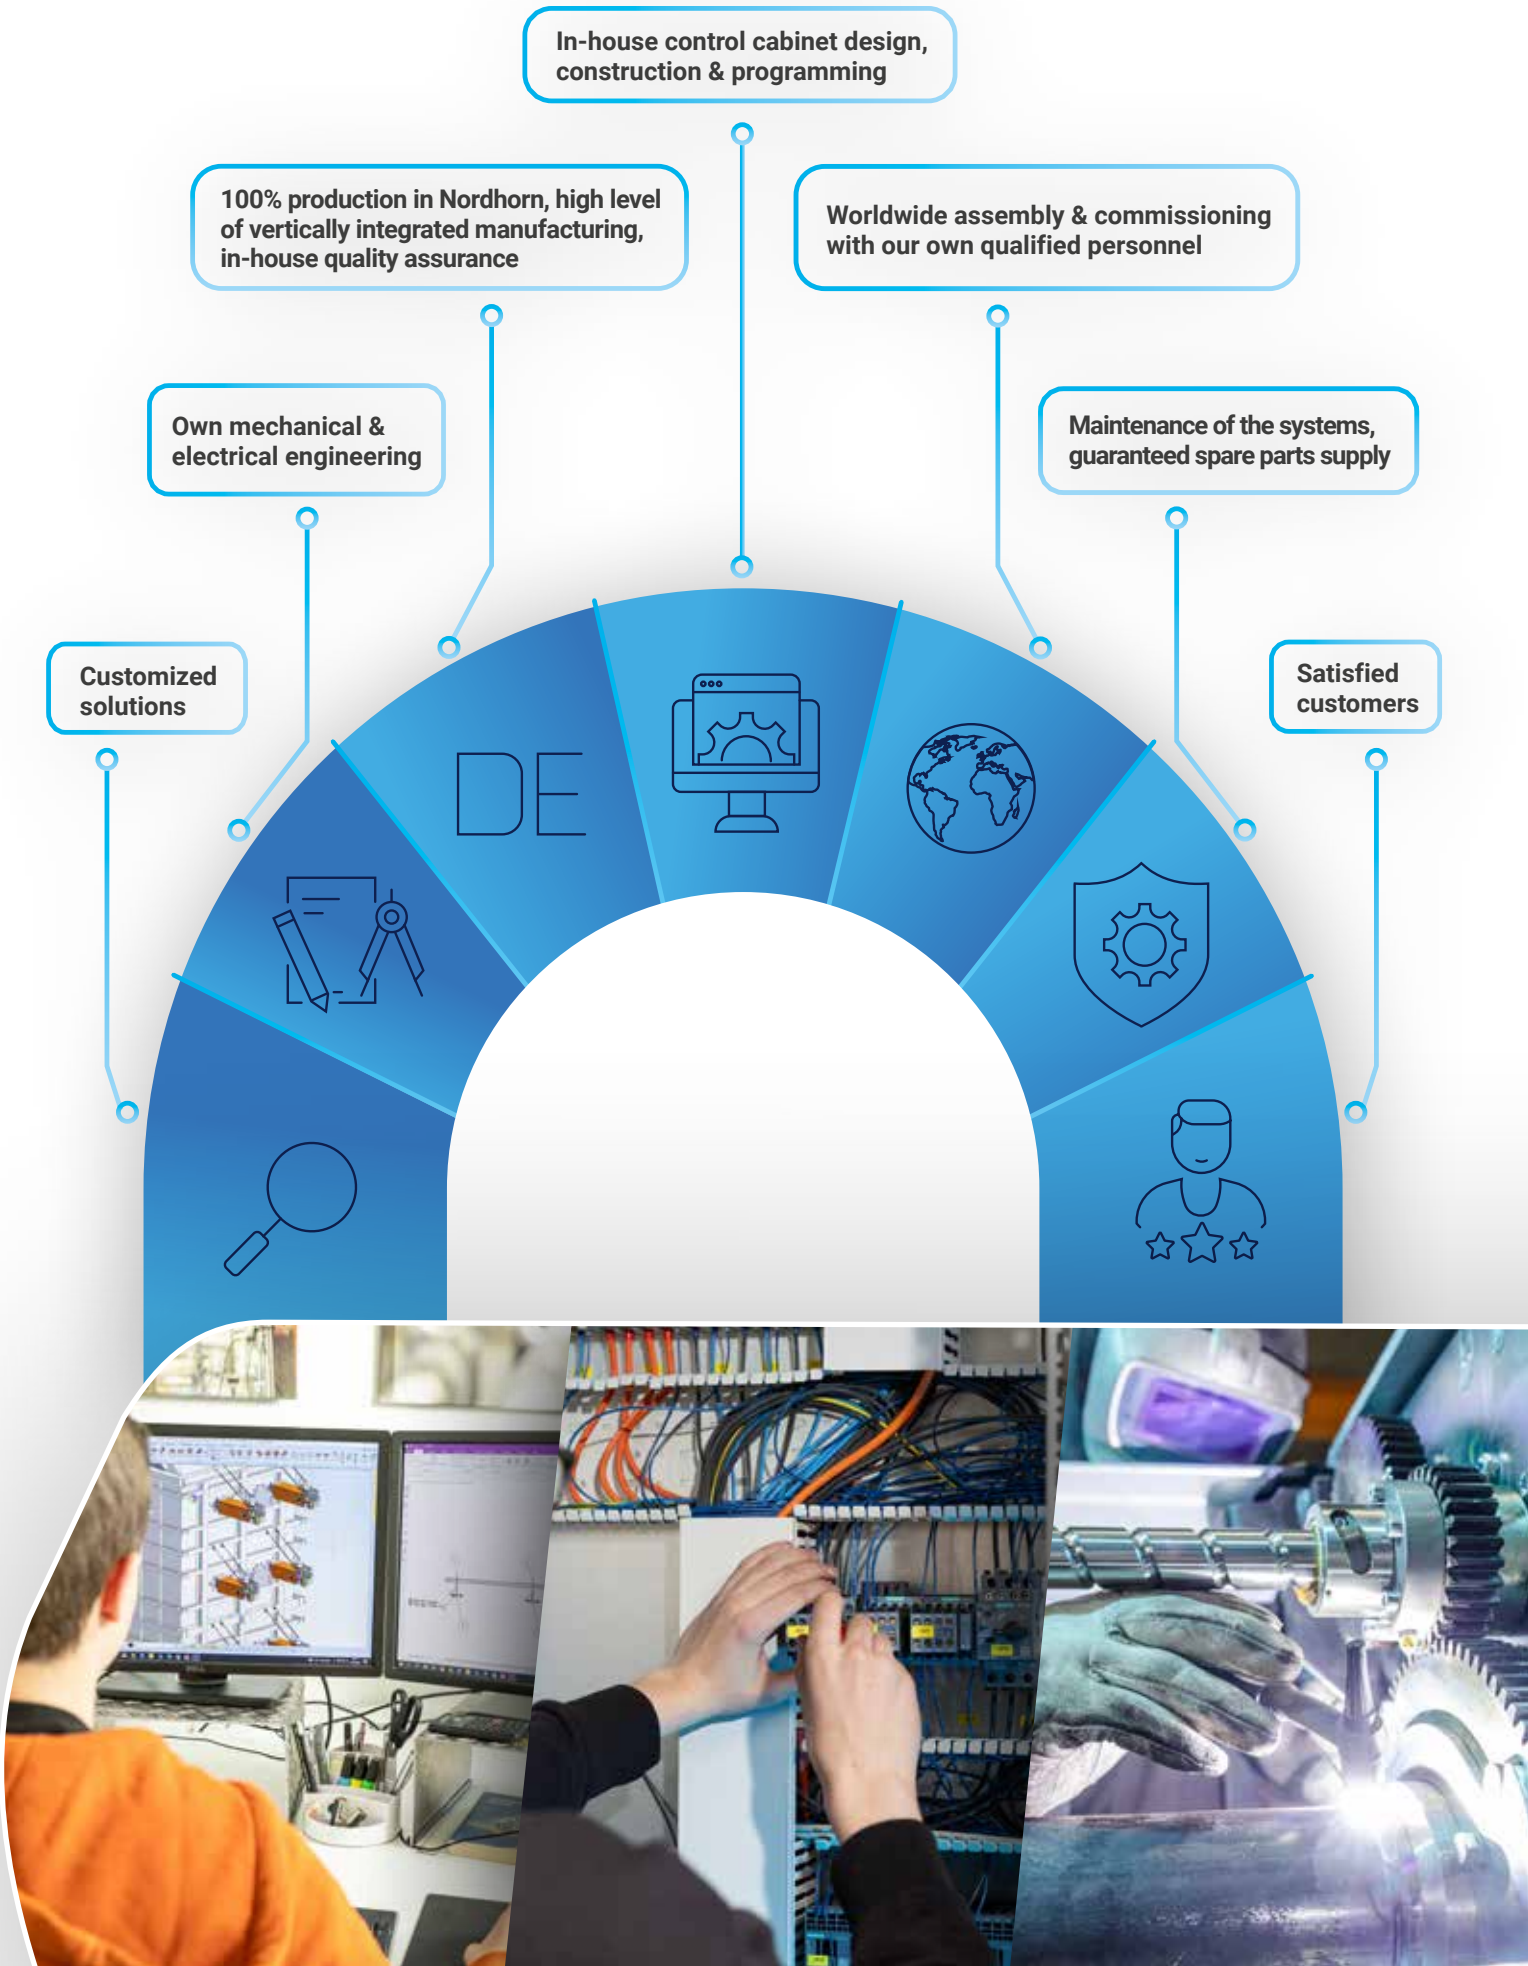 In-house control cabinet design,
construction & programming
100% production in Nordhorn, high level
of vertically integrated manufacturing,
in-house quality assurance
Worldwide assembly & commissioning
with our own qualified personnel
Own mechanical &
electrical engineering
Maintenance of the systems,
guaranteed spare parts supply
Customized
solutions
Satisfied
customers
DE